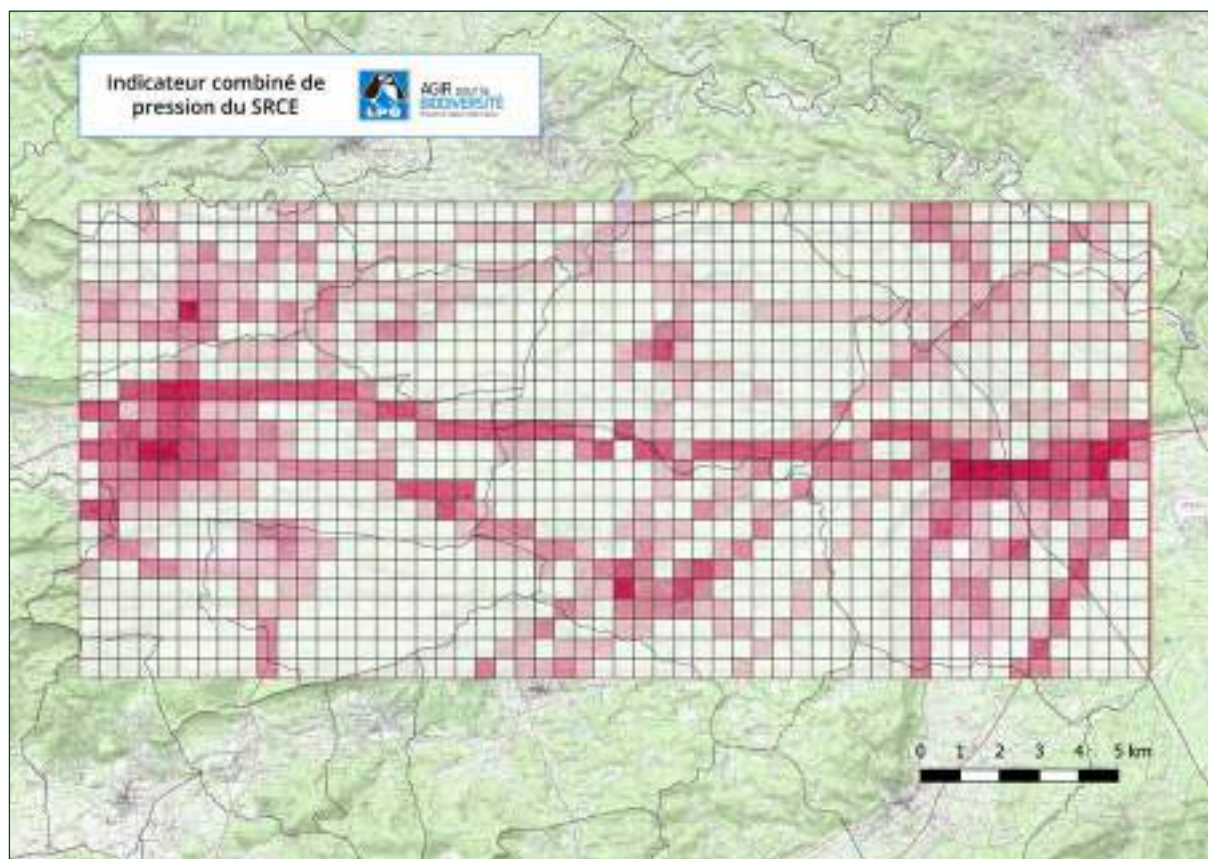 Indicateur combiné de
pression du SRCE
LPO
AGIR pour la
BIODIVERSITÉ
0 1 2 3 4 5 km